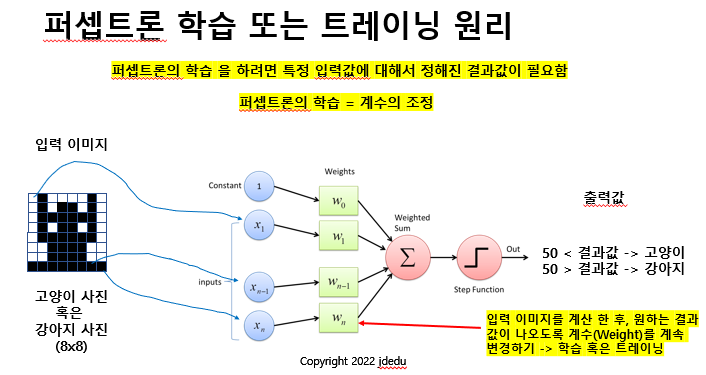 퍼셉트론 학습 또는 트레이닝 원리
퍼셉트론의 학습 을 하려면 특정 입력값에 대해서 정해진 결과값이 필요함
퍼셉트론의 학습 = 계수의 조정
입력 이미지
Weights
Constant
1
w0
x1
w1
Weighted
Sum
출력값
∑
Out
50 < 결과값 -> 고양이
50 > 결과값 -> 강아지
inputs
xn-1
wn-1
Step Function
고양이 사진
혹은
강아지 사진
(8x8)
xn
wn
입력 이미지를 계산 한 후, 원하는 결과
값이 나오도록 계수(Weight)를 계속
변경하기 -> 학습 혹은 트레이닝
Copyright 2022 jdedu